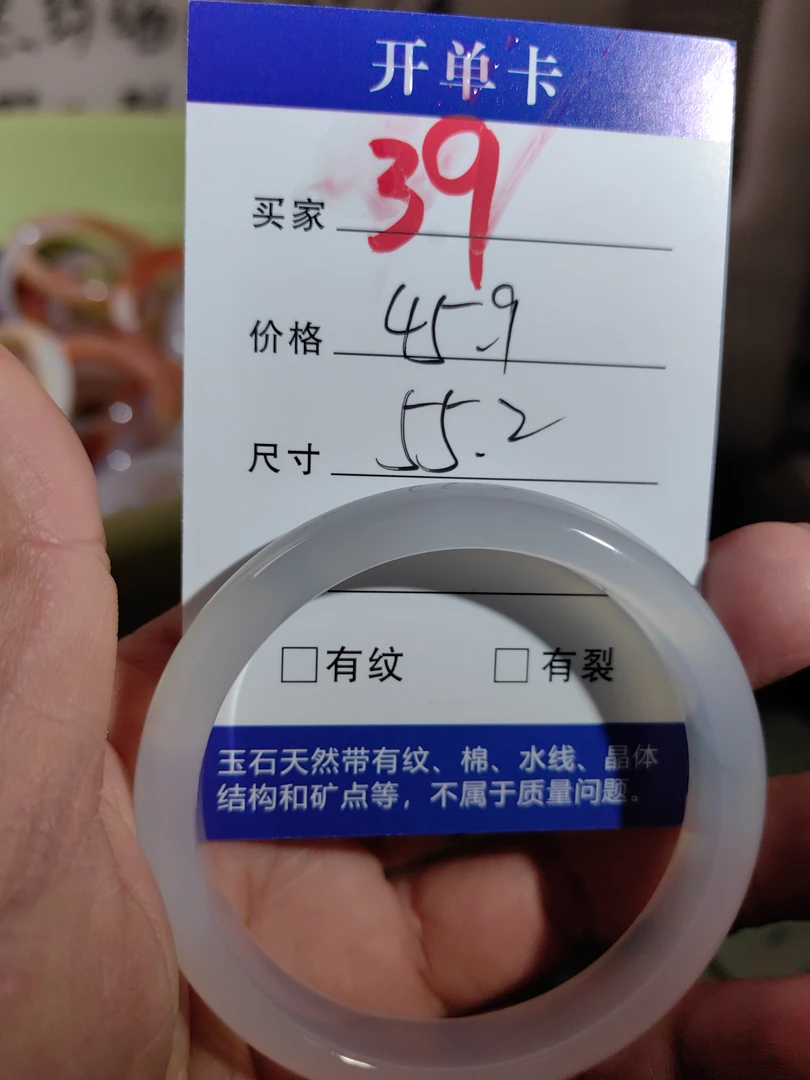 开单卡
买家 39
价格 45.9
尺寸 55.2
□有纹 □有裂
玉石天然带有纹、棉、水线、晶体
结构和矿点等，不属于质量问题。